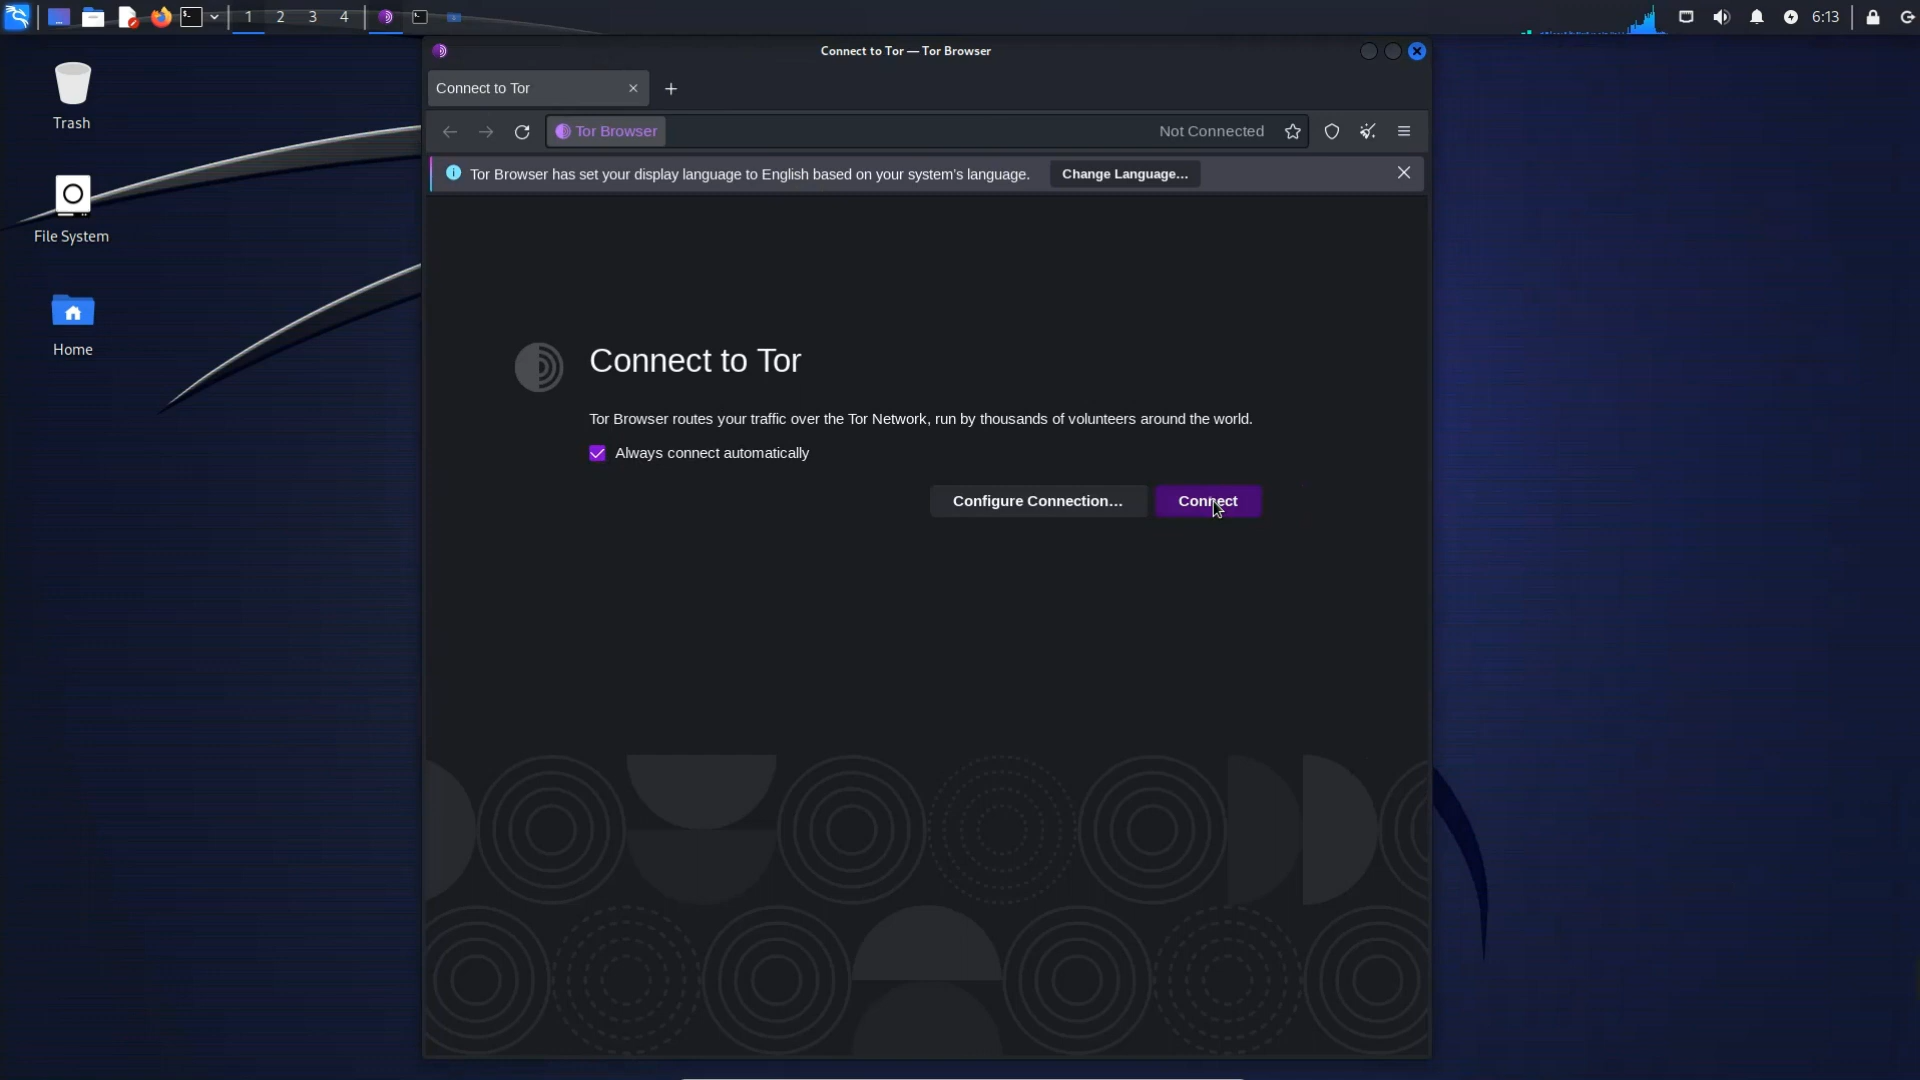 1 2 3 4
6:13
Connect to Tor — Tor Browser
Trash
File System
Home
Connect to Tor
Tor Browser
Not Connected
Tor Browser has set your display language to English based on your system's language.
Change Language...
Connect to Tor
Tor Browser routes your traffic over the Tor Network, run by thousands of volunteers around the world.
Always connect automatically
Configure Connection...
Connect